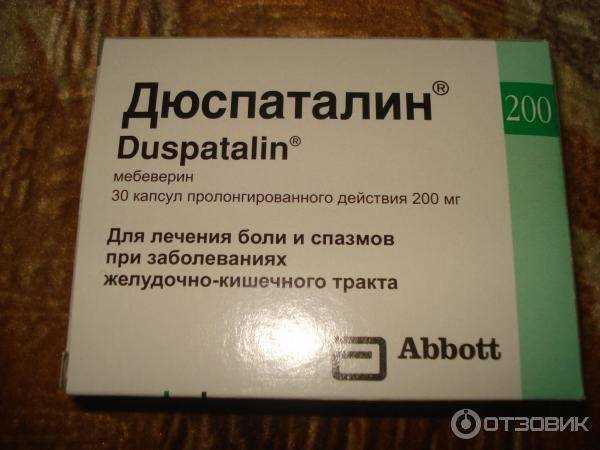 Дюспаталин®
200
Duspatalin®
мебеверин
30 капсул пролонгированного действия 200 мг
Для лечения боли и спазмов
при заболеваниях
желудочно-кишечного тракта
Abbott
ОТЗОВИК